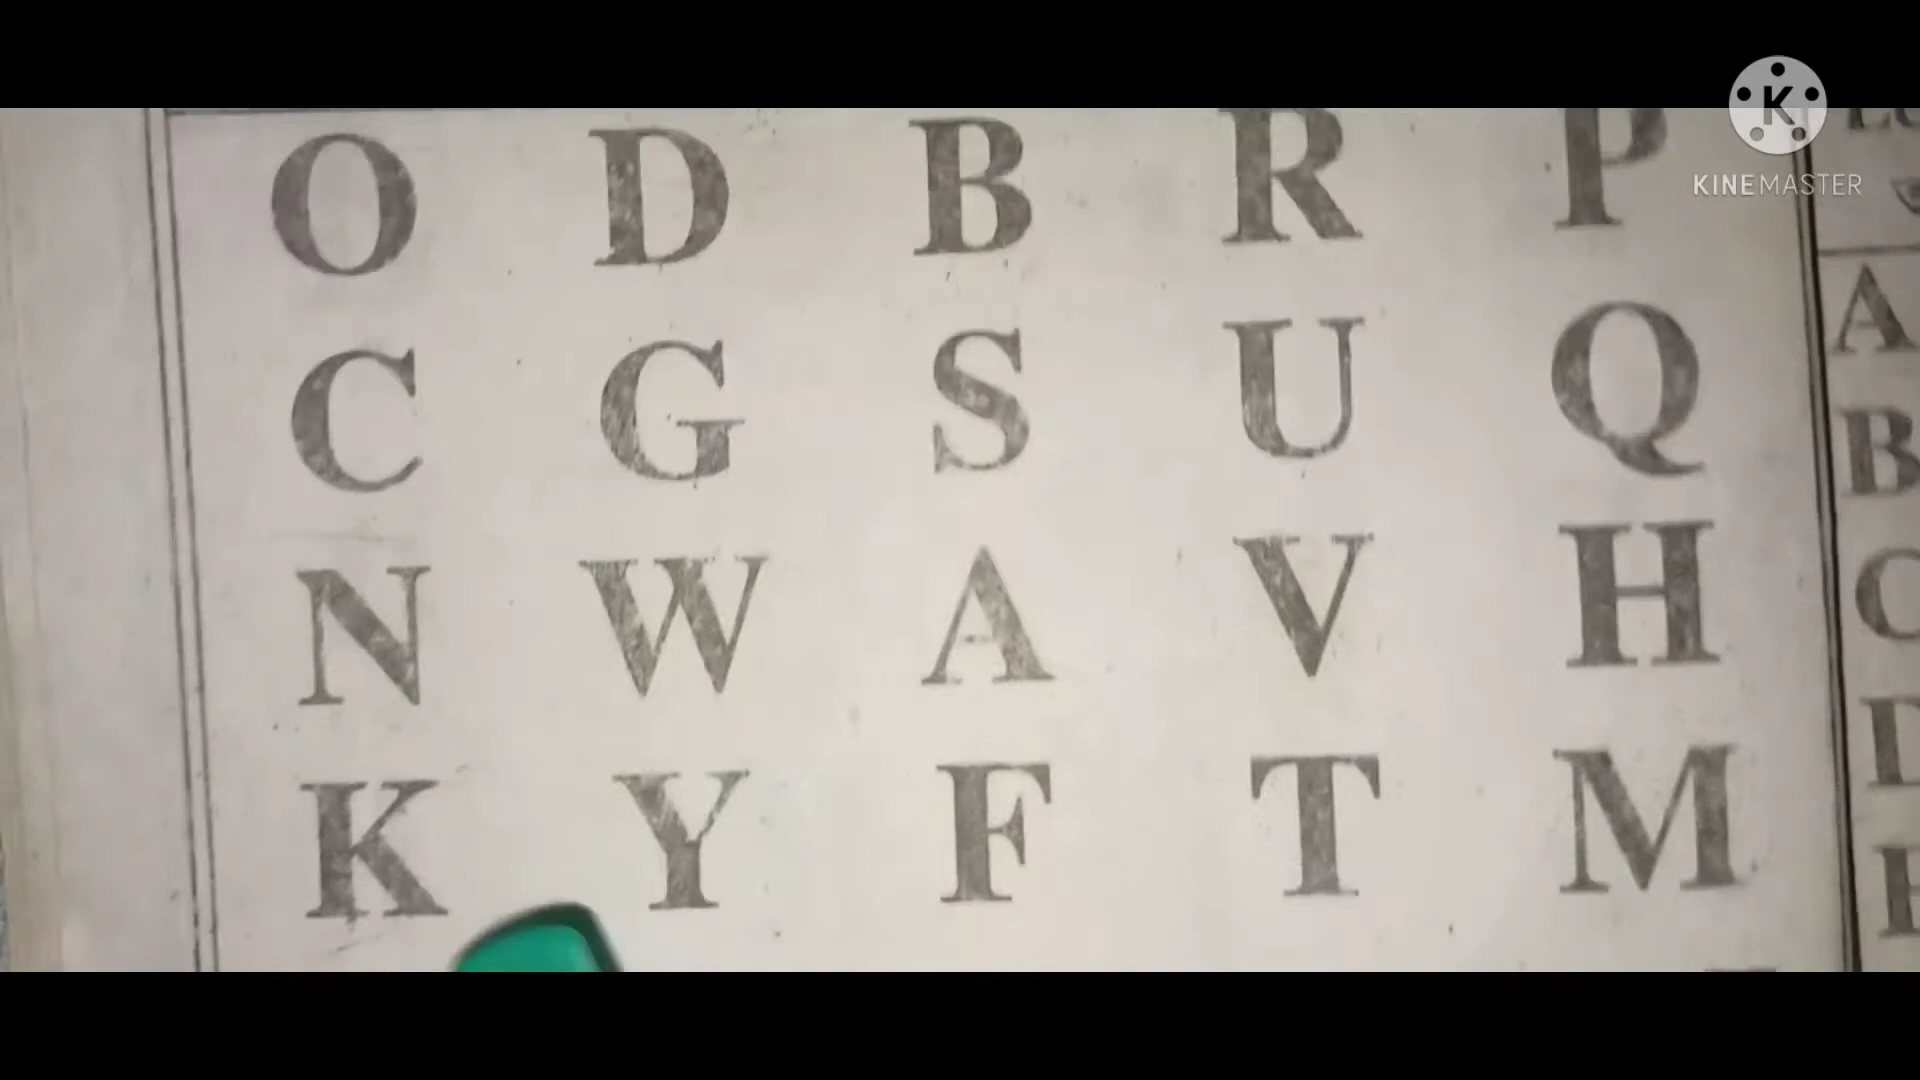 O D B R P
C G S U Q
N W A V H
K Y F T M
A
B
C
D
KINEMASTER